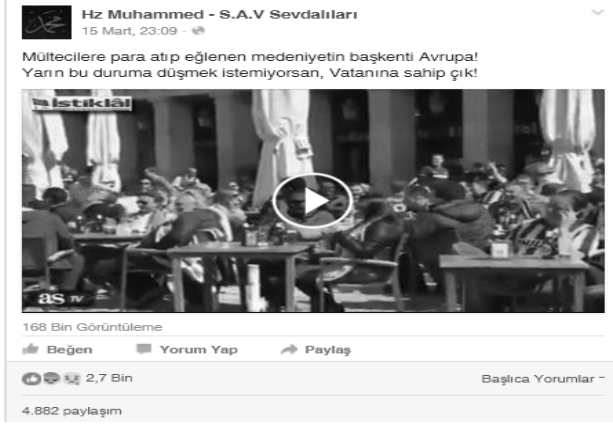 Hz Muhammed - S.A.V Sevdalıları
15 Mart, 23:09 ·
Mültecilere para atıp eğlenen medeniyetin başkenti Avrupa!
Yarın bu duruma düşmek istemiyorsan, Vatanına sahip çık!
istiklâl
as TV
168 Bin Görüntüleme
Beğen Yorum Yap Paylaş
2,7 Bin Başlıca Yorumlar
4.882 paylaşım